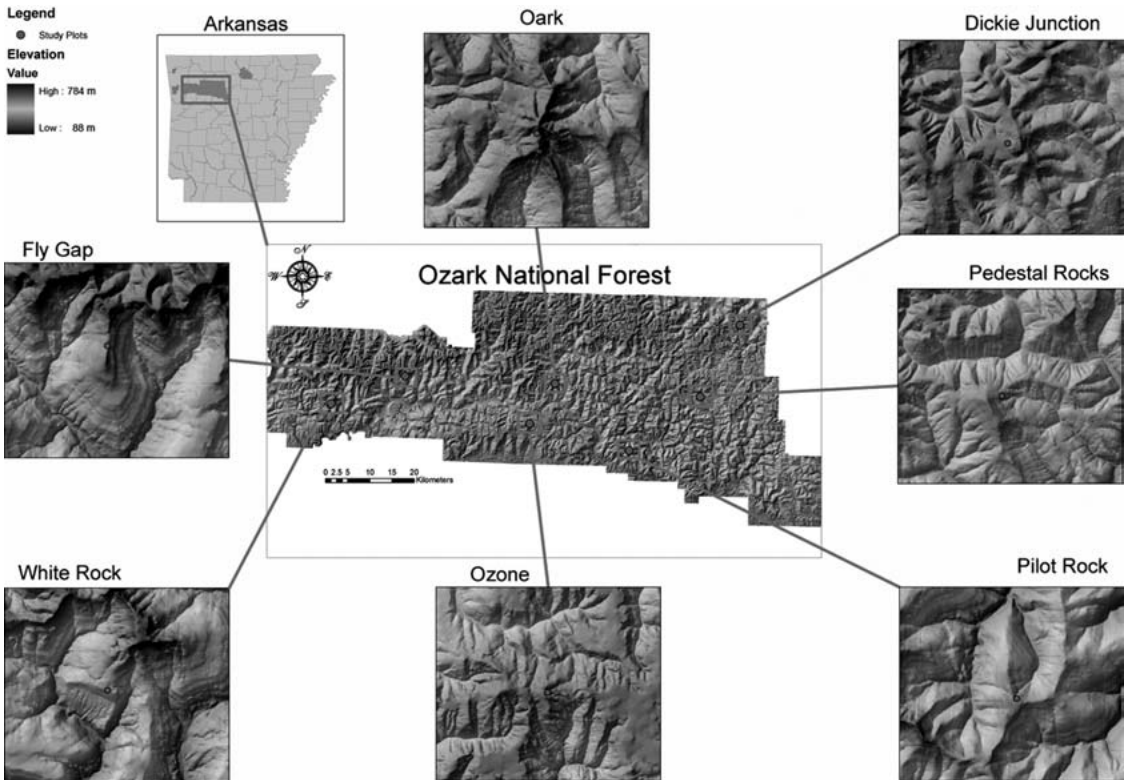 Legend
Study Plots
Elevation
Value
High : 784 m
Low : 88 m
Arkansas
Oark
Dickie Junction
Fly Gap
N
W
E
S
Ozark National Forest
Pedestal Rocks
0 2.5 5 10 15 20
Kilometers
White Rock
Ozone
Pilot Rock